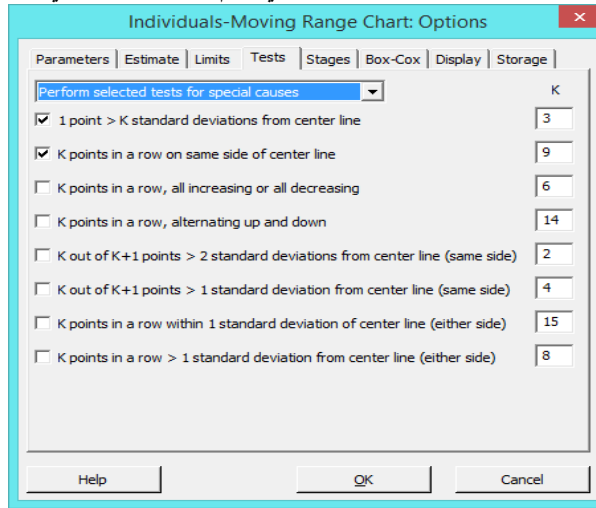 Individuals-Moving Range Chart: Options
Parameters Estimate Limits Tests Stages Box-Cox Display Storage
Perform selected tests for special causes K
1 point > K standard deviations from center line 3
K points in a row on same side of center line 9
K points in a row, all increasing or all decreasing 6
K points in a row, alternating up and down 14
K out of K+1 points > 2 standard deviations from center line (same side) 2
K out of K+1 points > 1 standard deviation from center line (same side) 4
K points in a row within 1 standard deviation of center line (either side) 15
K points in a row > 1 standard deviation from center line (either side) 8
Help OK Cancel